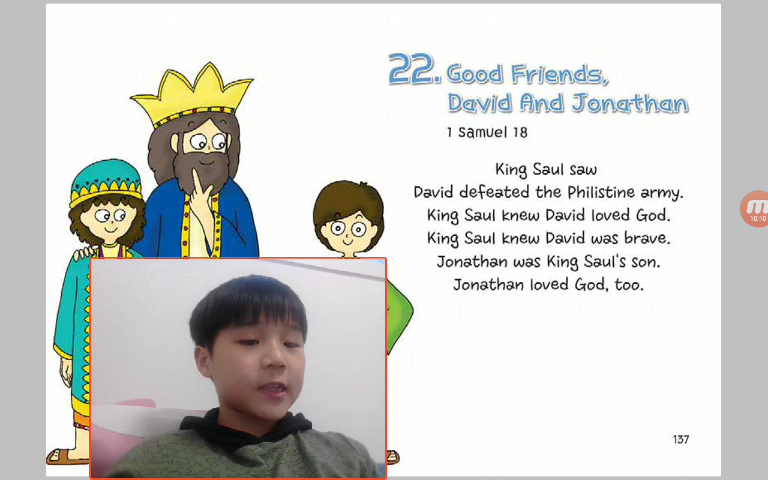 22. Good Friends,
David And Jonathan
1 Samuel 18
King Saul saw
David defeated the Philistine army.
King Saul knew David loved God.
King Saul knew David was brave.
Jonathan was King Saul's son.
Jonathan loved God, too.
137
M
10:10